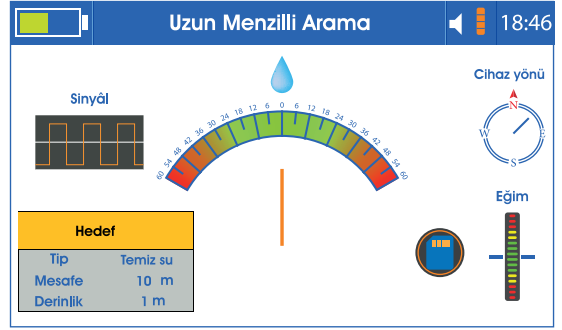 Uzun Menzilli Arama
18:46
Cihaz yönü
Sinyâl
60 54 48 42 36 30 24 18 12 6 0 6 12 18 24 30 36 42 48 54 60
N
W
E
S
Eğim
Hedef
Tip Temiz su
Mesafe 10 m
Derinlik 1 m